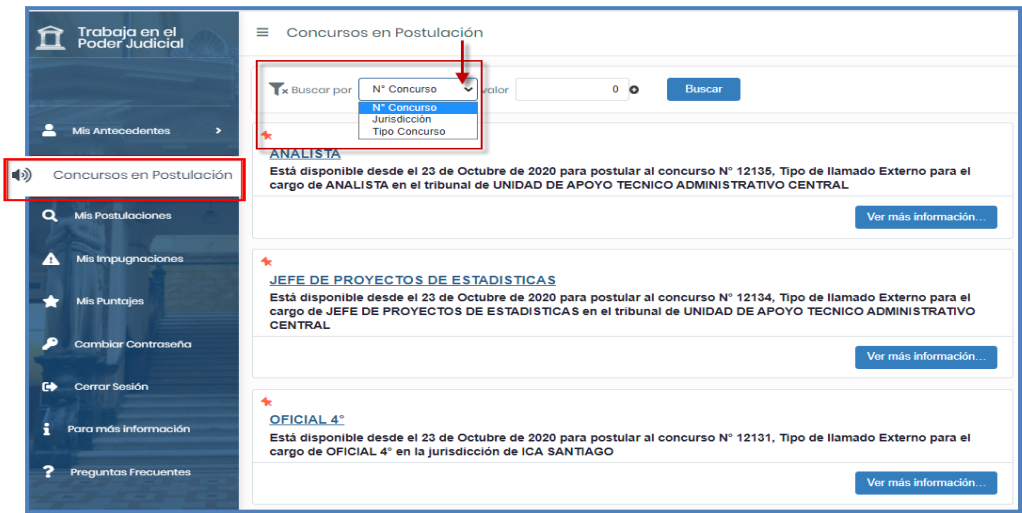 Trabaja en el
Poder Judicial
Mis Antecedentes
Concursos en Postulación
Mis Postulaciones
Mis Impugnaciones
Mis Puntajes
Cambiar Contraseña
Cerrar Sesión
Para más información
Preguntas Frecuentes
Concursos en Postulación
Buscar por N° Concurso valor 0 Buscar
N° Concurso
Jurisdicción
Tipo Concurso
ANALISTA
Está disponible desde el 23 de Octubre de 2020 para postular al concurso N° 12135, Tipo de llamado Externo para el
cargo de ANALISTA en el tribunal de UNIDAD DE APOYO TECNICO ADMINISTRATIVO CENTRAL
Ver más información...
JEFE DE PROYECTOS DE ESTADISTICAS
Está disponible desde el 23 de Octubre de 2020 para postular al concurso N° 12134, Tipo de llamado Externo para el
cargo de JEFE DE PROYECTOS DE ESTADISTICAS en el tribunal de UNIDAD DE APOYO TECNICO ADMINISTRATIVO
CENTRAL
Ver más información...
OFICIAL 4°
Está disponible desde el 23 de Octubre de 2020 para postular al concurso N° 12131, Tipo de llamado Externo para el
cargo de OFICIAL 4° en la jurisdicción de ICA SANTIAGO
Ver más información...